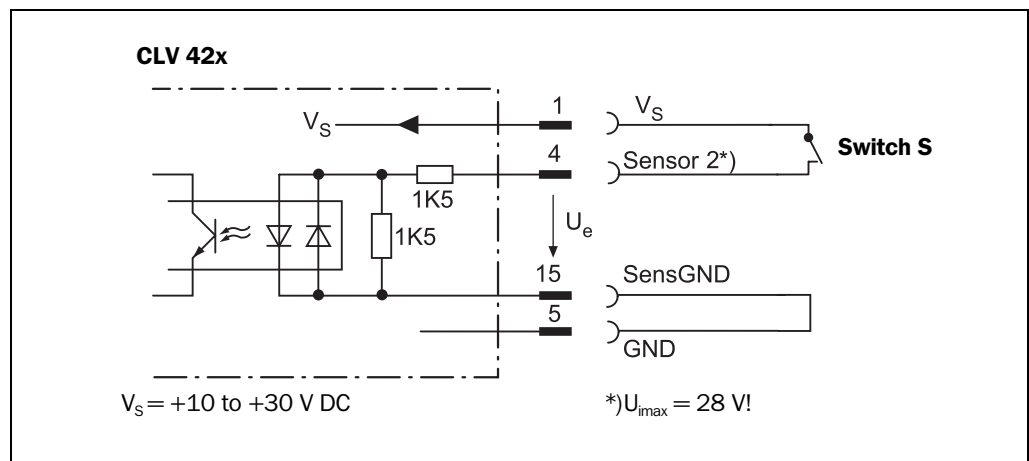 CLV 42x
1
V_S
V_S
Switch S
4
Sensor 2*)
1K5
1K5
U_e
15
SensGND
5
GND
V_S = +10 to +30 V DC
*)U_imax = 28 V!